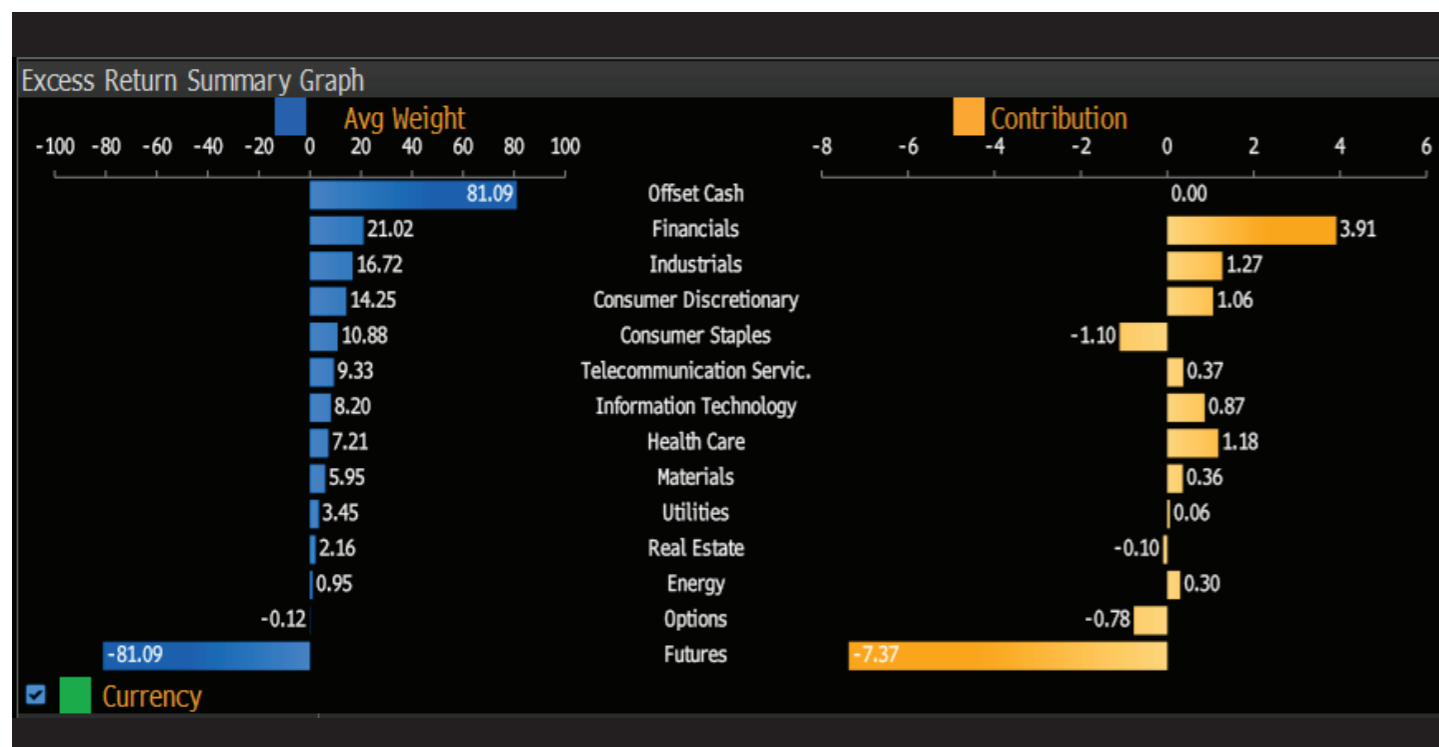 Excess Return Summary Graph
Avg Weight Contribution
-100 -80 -60 -40 -20 0 20 40 60 80 100 -8 -6 -4 -2 0 2 4 6
81.09 Offset Cash 0.00
21.02 Financials 3.91
16.72 Industrials 1.27
14.25 Consumer Discretionary 1.06
10.88 Consumer Staples -1.10
9.33 Telecommunication Servic. 0.37
8.20 Information Technology 0.87
7.21 Health Care 1.18
5.95 Materials 0.36
3.45 Utilities 0.06
2.16 Real Estate -0.10
0.95 Energy 0.30
-0.12 Options -0.78
-81.09 Futures -7.37
Currency